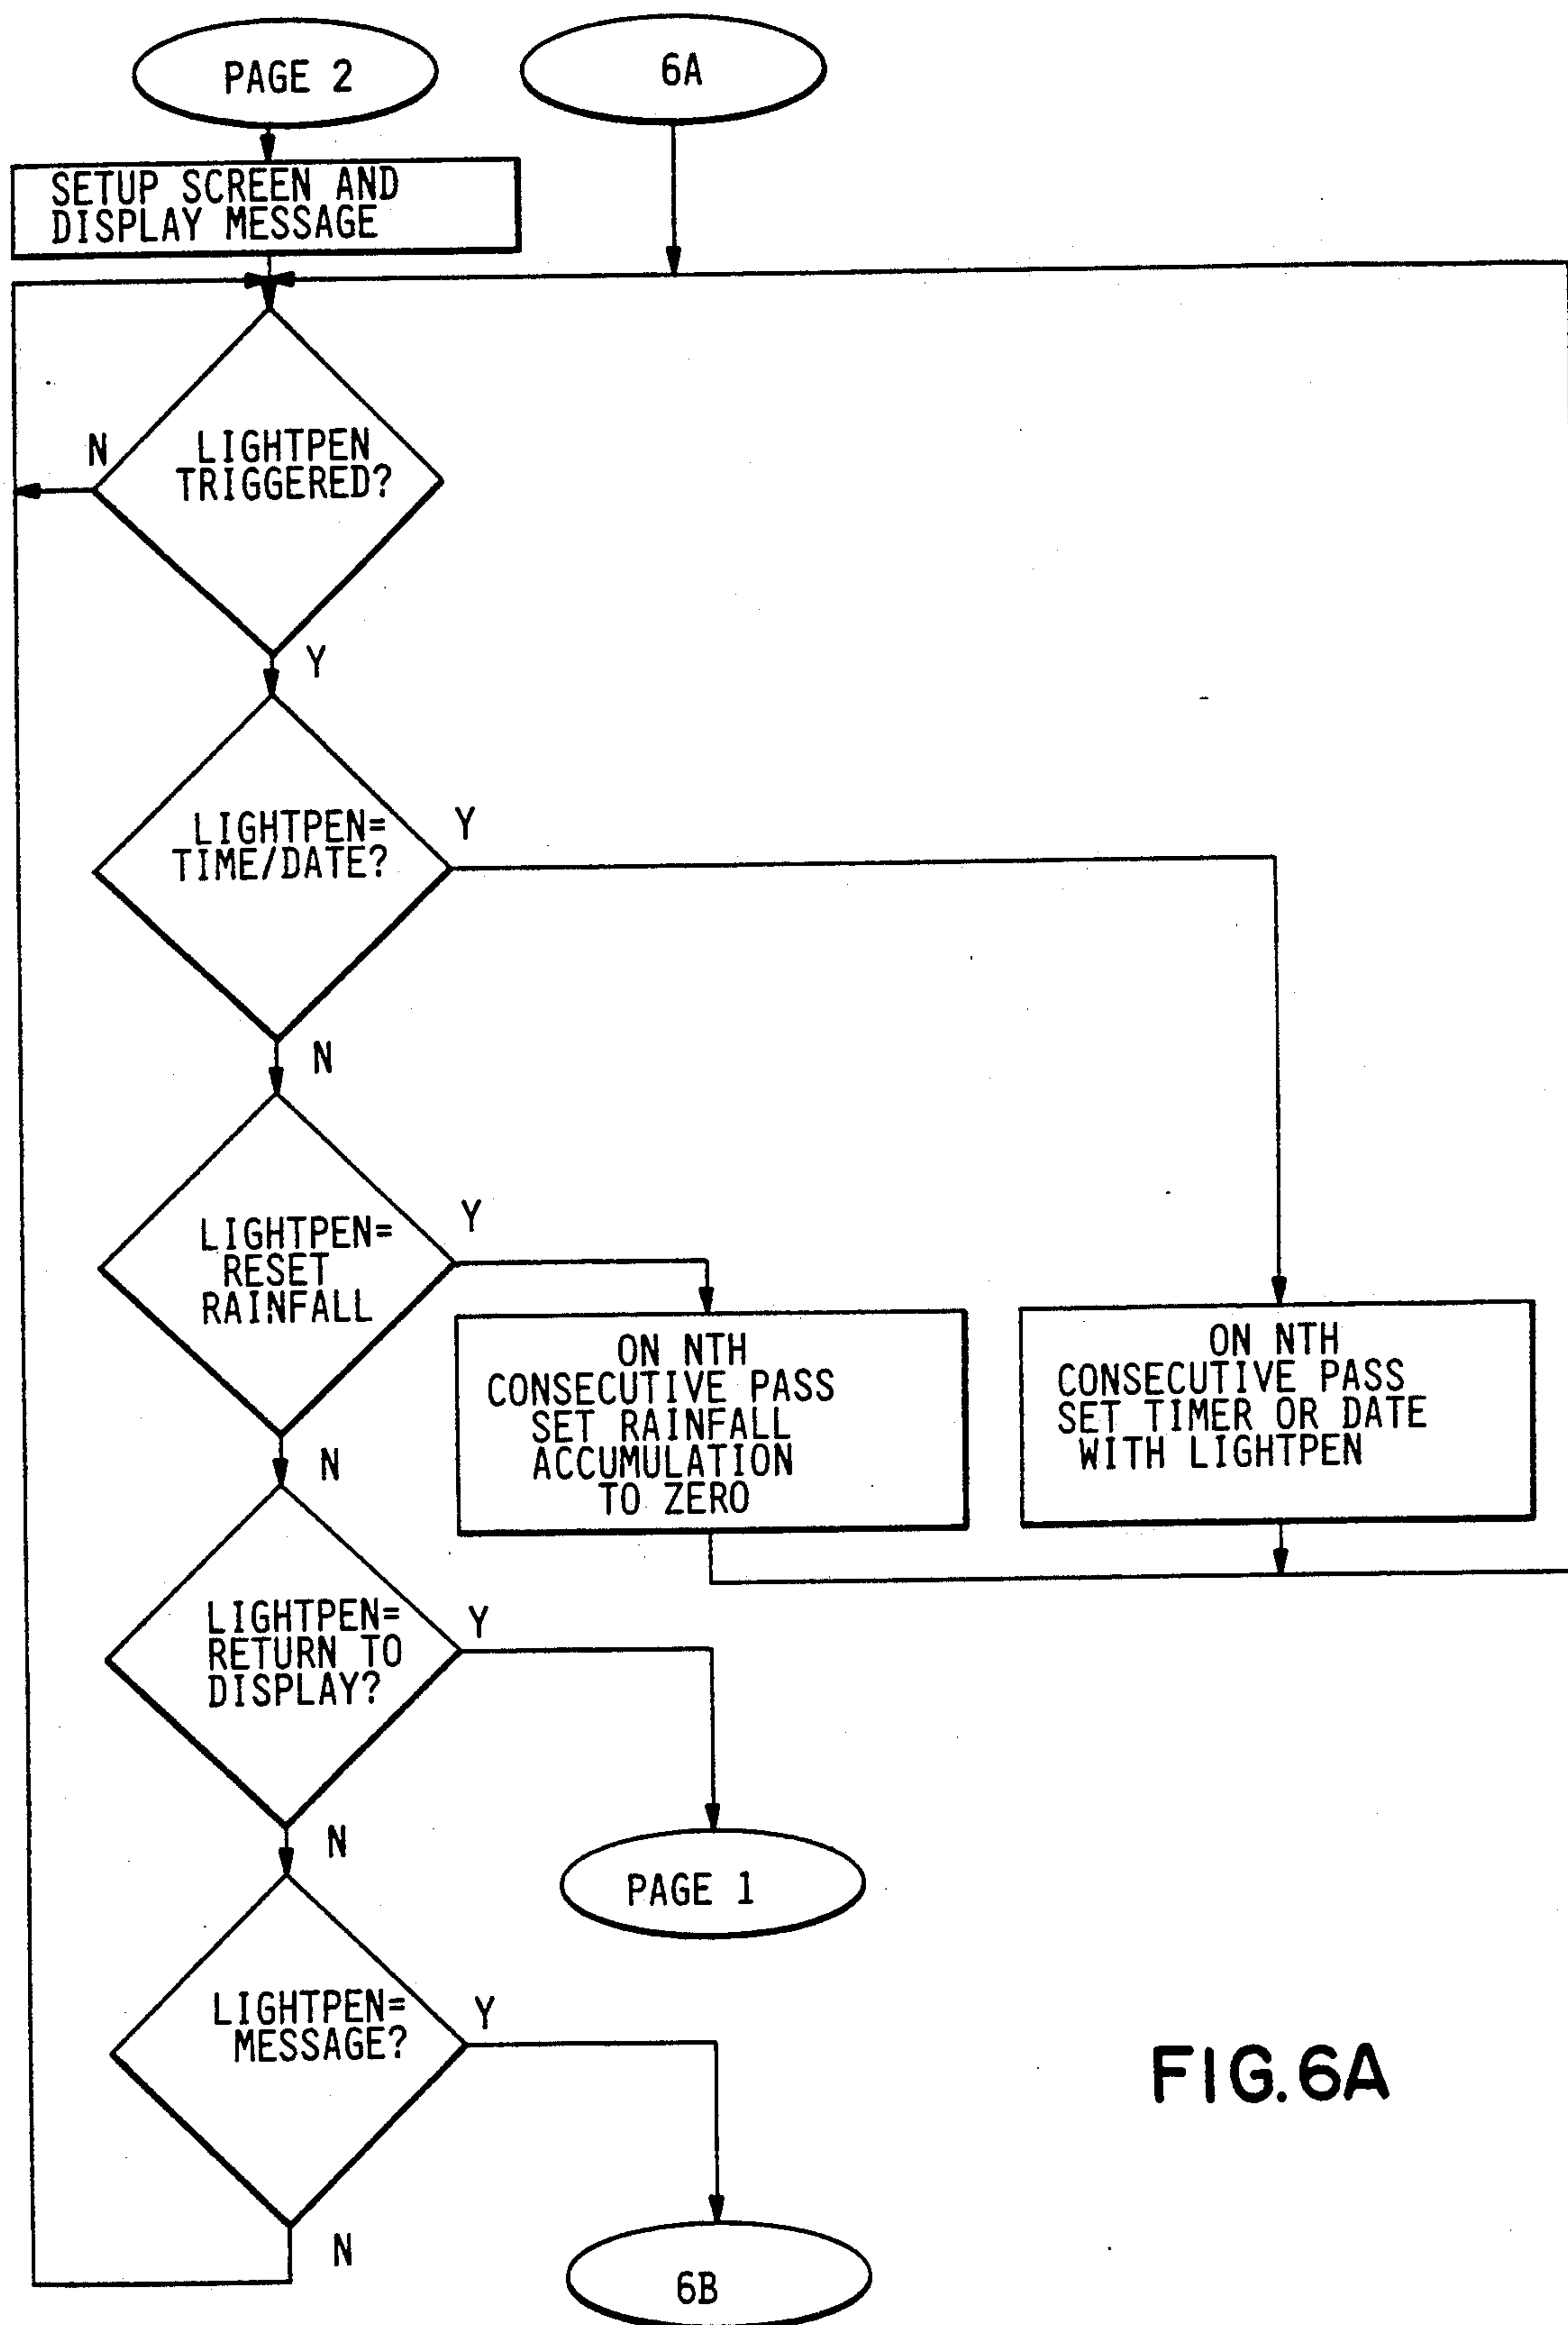 PAGE 2
6A
SETUP SCREEN AND
DISPLAY MESSAGE
N
LIGHTPEN
TRIGGERED?
Y
LIGHTPEN=
TIME/DATE?
Y
N
LIGHTPEN=
RESET
RAINFALL
Y
ON NTH
CONSECUTIVE PASS
SET RAINFALL
ACCUMULATION
TO ZERO
ON NTH
CONSECUTIVE PASS
SET TIMER OR DATE
WITH LIGHTPEN
N
LIGHTPEN=
RETURN TO
DISPLAY?
Y
N
PAGE 1
LIGHTPEN=
MESSAGE?
Y
N
6B
FIG.6A